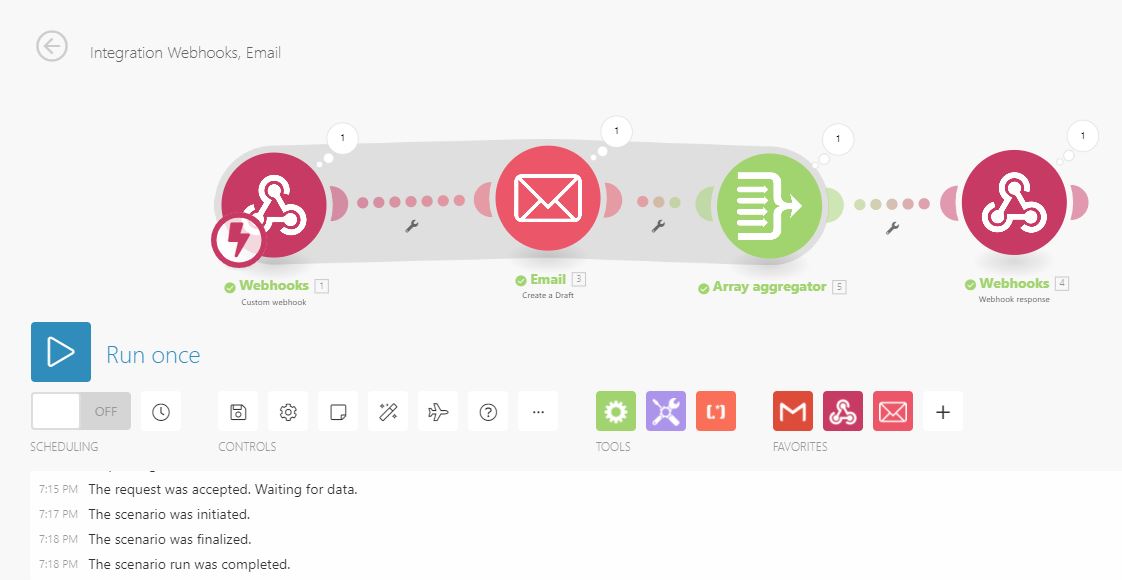 Integration Webhooks, Email
1
1
1
1
Webhooks 1
Custom webhook
Email 3
Create a Draft
Array aggregator 5
Webhooks 4
Webhook response
Run once
OFF
SCHEDULING
CONTROLS
TOOLS
FAVORITES
7:15 PM The request was accepted. Waiting for data.
7:17 PM The scenario was initiated.
7:18 PM The scenario was finalized.
7:18 PM The scenario run was completed.